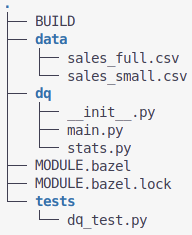 .
├── BUILD
├── data
│   ├── sales_full.csv
│   └── sales_small.csv
├── dq
│   ├── __init__.py
│   ├── main.py
│   └── stats.py
├── MODULE.bazel
├── MODULE.bazel.lock
└── tests
    └── dq_test.py